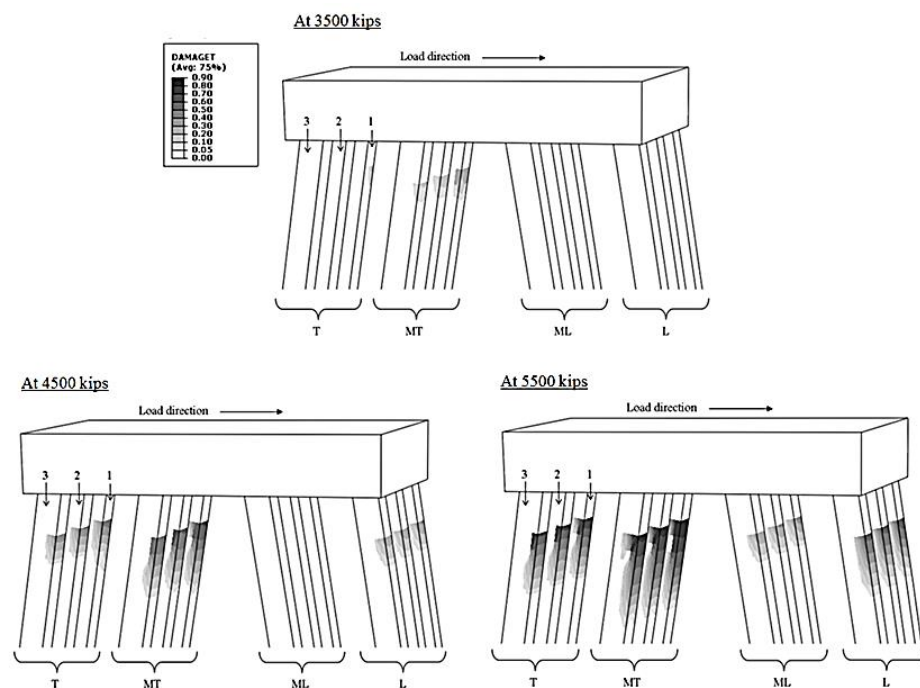 At 3500 kips
DAMAGET
(Avg: 75%)
0.90
0.80
0.70
0.60
0.50
0.40
0.30
0.20
0.10
0.05
0.00
Load direction
3 2 1
T MT ML L
At 4500 kips
Load direction
3 2 1
T MT ML L
At 5500 kips
Load direction
3 2 1
T MT ML L